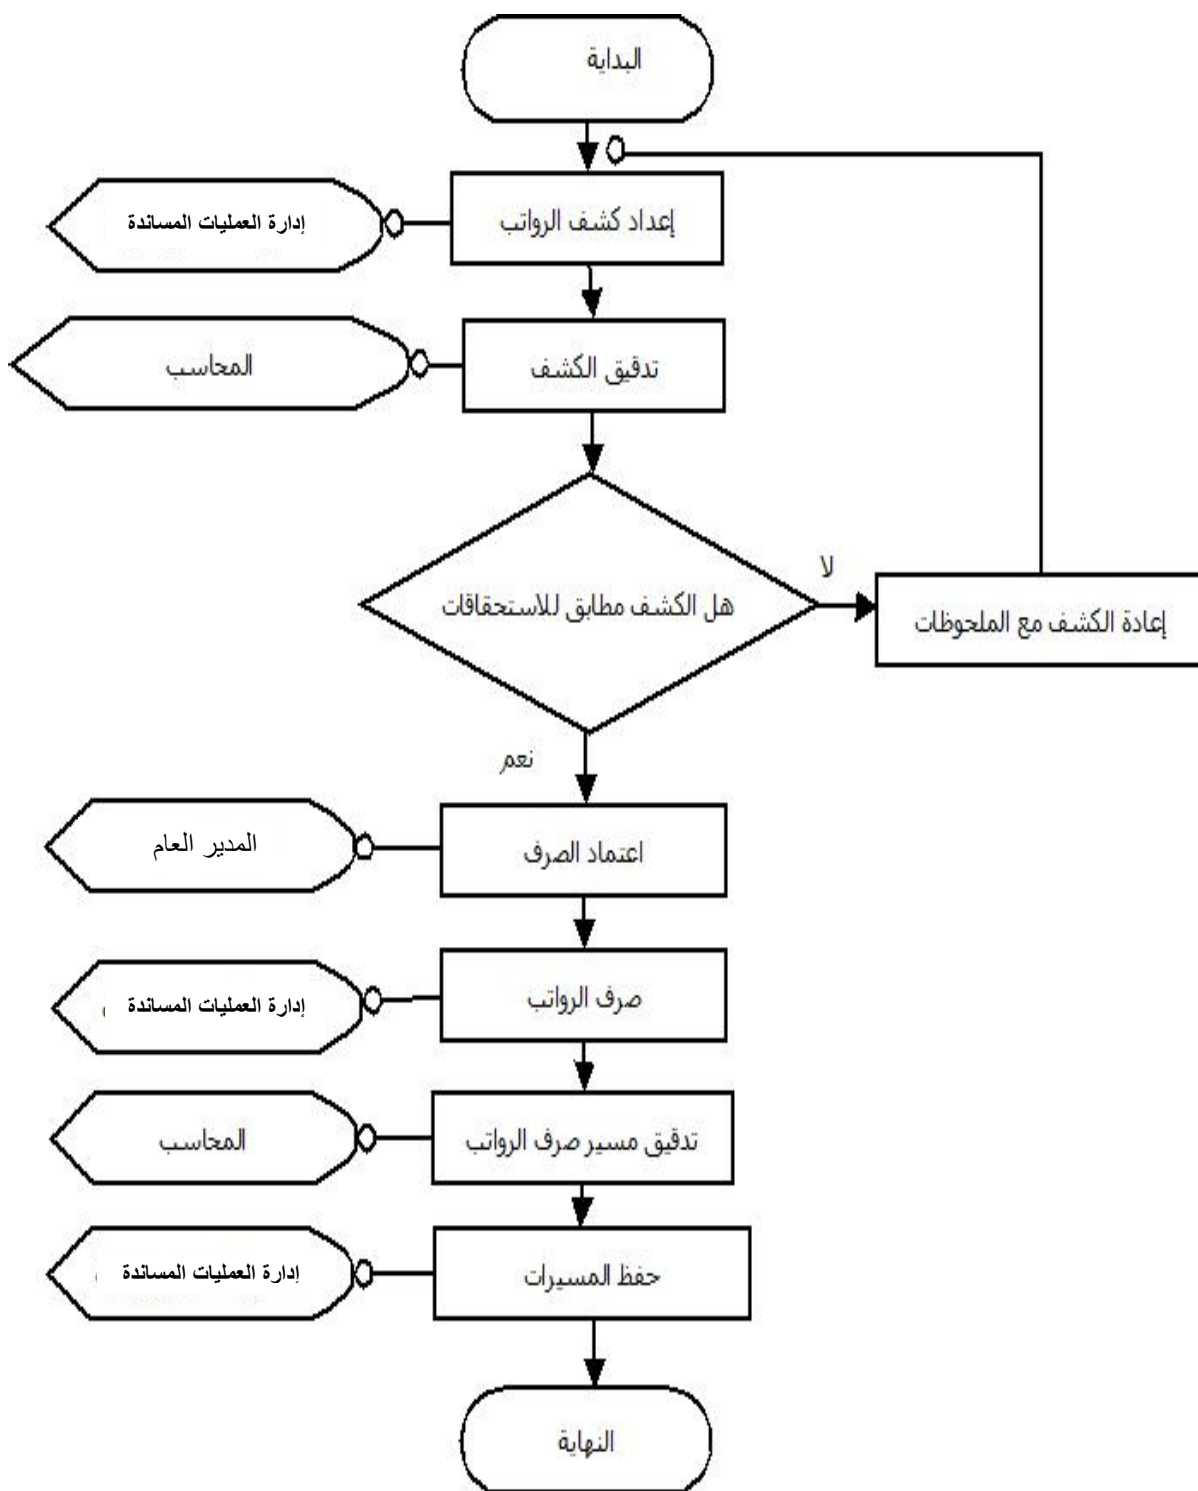 البداية
إعداد كشف الرواتب
إدارة العمليات المساندة
تدقيق الكشف
المحاسب
هل الكشف مطابق للاستحقاقات
لا
إعادة الكشف مع الملحوظات
نعم
اعتماد الصرف
المدير العام
صرف الرواتب
إدارة العمليات المساندة
تدقيق مسير صرف الرواتب
المحاسب
حفظ المسيرات
إدارة العمليات المساندة
النهاية